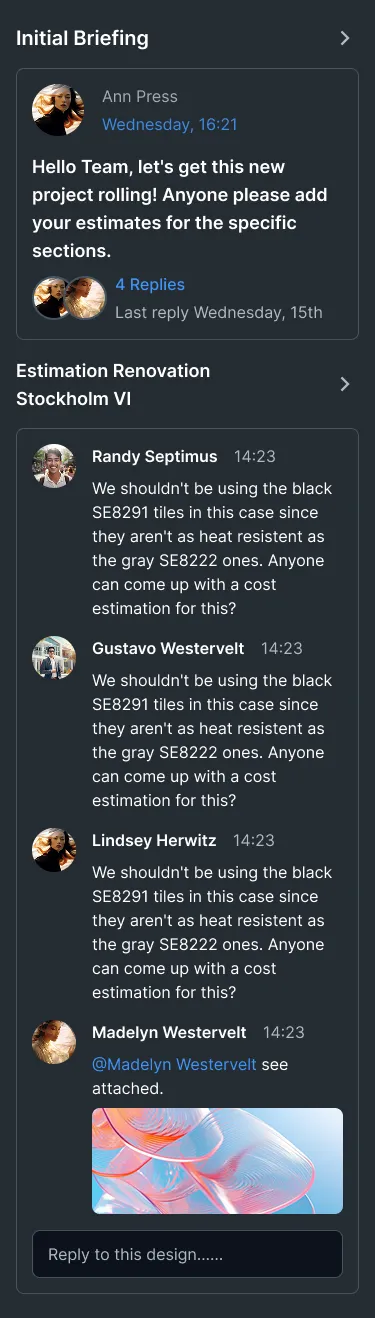 Initial Briefing
Ann Press
Wednesday, 16:21
Hello Team, let's get this new
project rolling! Anyone please add
your estimates for the specific
sections.
4 Replies
Last reply Wednesday, 15th
Estimation Renovation
Stockholm VI
Randy Septimus 14:23
We shouldn't be using the black
SE8291 tiles in this case since
they aren't as heat resistent as
the gray SE8222 ones. Anyone
can come up with a cost
estimation for this?
Gustavo Westervelt 14:23
We shouldn't be using the black
SE8291 tiles in this case since
they aren't as heat resistent as
the gray SE8222 ones. Anyone
can come up with a cost
estimation for this?
Lindsey Herwitz 14:23
We shouldn't be using the black
SE8291 tiles in this case since
they aren't as heat resistent as
the gray SE8222 ones. Anyone
can come up with a cost
estimation for this?
Madelyn Westervelt 14:23
@Madelyn Westervelt see
attached.
Reply to this design......